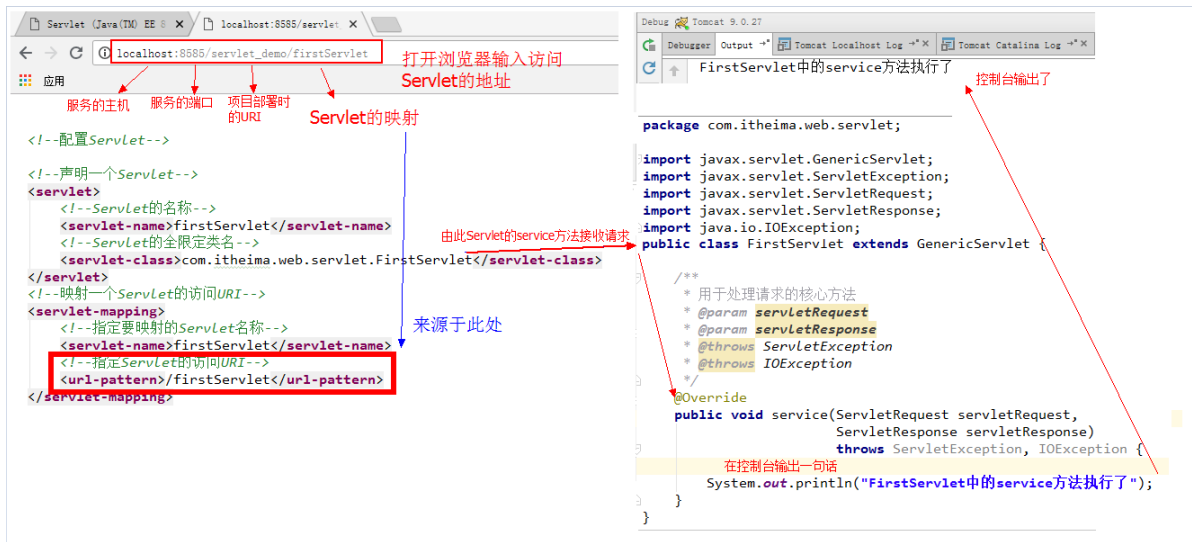 Servlet (Java(TM) EE 8
localhost:8585/servlet
localhost:8585/servlet_demo/firstServlet
应用
打开浏览器输入访问
Servlet的地址
服务的主机
服务的端口
项目部署时
的URI
Servlet的映射
<!--配置Servlet-->
<!--声明一个Servlet-->
<servlet>
<!--Servlet的名称-->
<servlet-name>firstServlet</servlet-name>
<!--Servlet的全限定类名-->
<servlet-class>com.itheima.web.servlet.FirstServlet</servlet-class>
</servlet>
<!--映射一个Servlet的访问URI-->
<servlet-mapping>
<!--指定要映射的Servlet名称-->
<servlet-name>firstServlet</servlet-name>
<!--指定Servlet的访问URI-->
<url-pattern>/firstServlet</url-pattern>
</servlet-mapping>
来源于此处
由此Servlet的service方法接收请求
Debug Tomcat 9.0.27
Debugger Output Tomcat Localhost Log Tomcat Catalina Log
FirstServlet中的service方法执行了
控制台输出了
package com.itheima.web.servlet;
import javax.servlet.GenericServlet;
import javax.servlet.ServletException;
import javax.servlet.ServletRequest;
import javax.servlet.ServletResponse;
import java.io.IOException;
public class FirstServlet extends GenericServlet {
/**
* 用于处理请求的核心方法
* @param servletRequest
* @param servletResponse
* @throws ServletException
* @throws IOException
*/
@Override
public void service(ServletRequest servletRequest,
ServletResponse servletResponse)
throws ServletException, IOException {
在控制台输出一句话
System.out.println("FirstServlet中的service方法执行了");
}
}